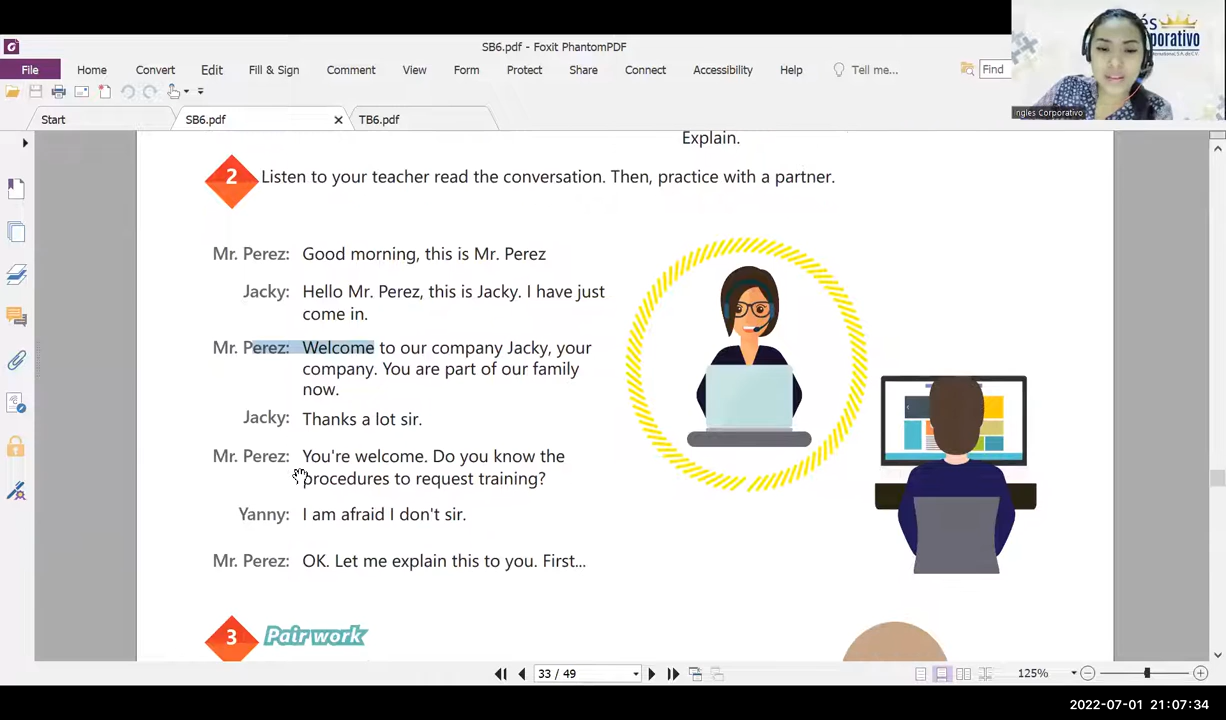 SB6.pdf - Foxit PhantomPDF
File Home Convert Edit Fill & Sign Comment View Form Protect Share Connect Accessibility Help Tell me... Find
Start SB6.pdf TB6.pdf
és
orporativo
Ingles Corporativo
Explain.
2 Listen to your teacher read the conversation. Then, practice with a partner.
Mr. Perez: Good morning, this is Mr. Perez
Jacky: Hello Mr. Perez, this is Jacky. I have just
come in.
Mr. Perez: Welcome to our company Jacky, your
company. You are part of our family
now.
Jacky: Thanks a lot sir.
Mr. Perez: You're welcome. Do you know the
procedures to request training?
Yanny: I am afraid I don't sir.
Mr. Perez: OK. Let me explain this to you. First...
3 Pair work
33 / 49
125%
2022-07-01 21:07:34